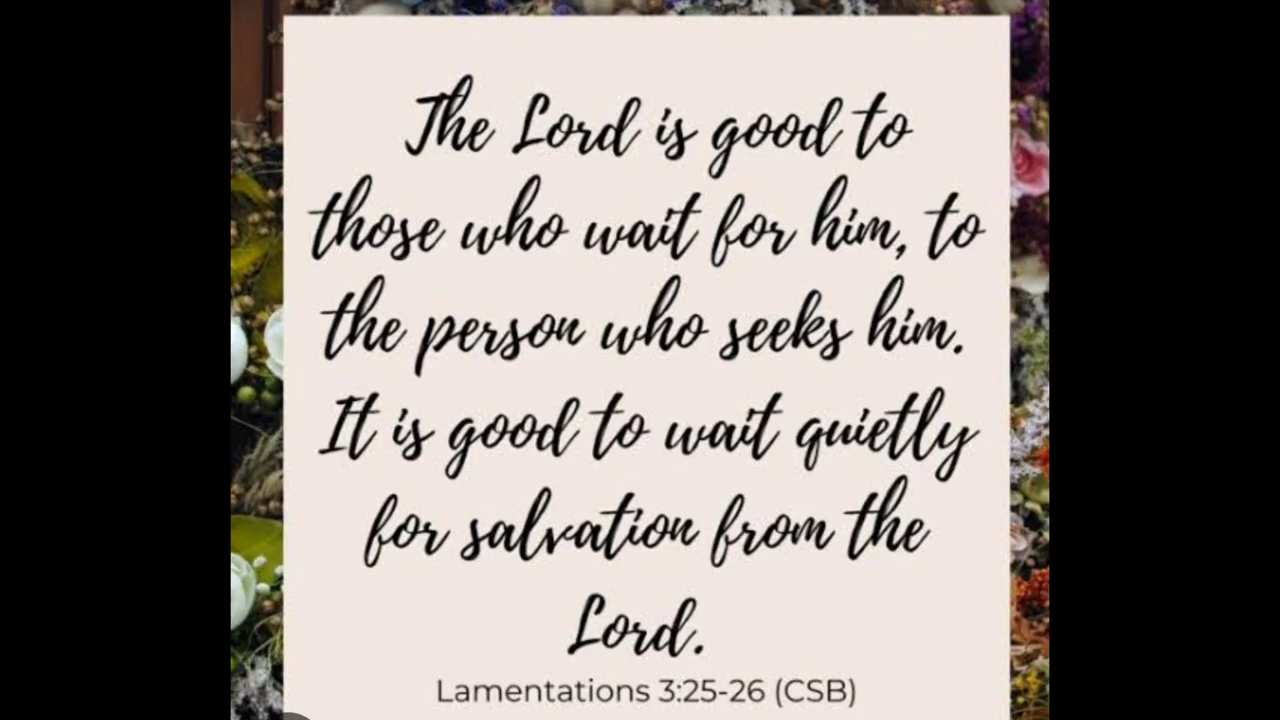 The Lord is good to
those who wait for him, to
the person who seeks him.
It is good to wait quietly
for salvation from the
Lord.
Lamentations 3:25-26 (CSB)